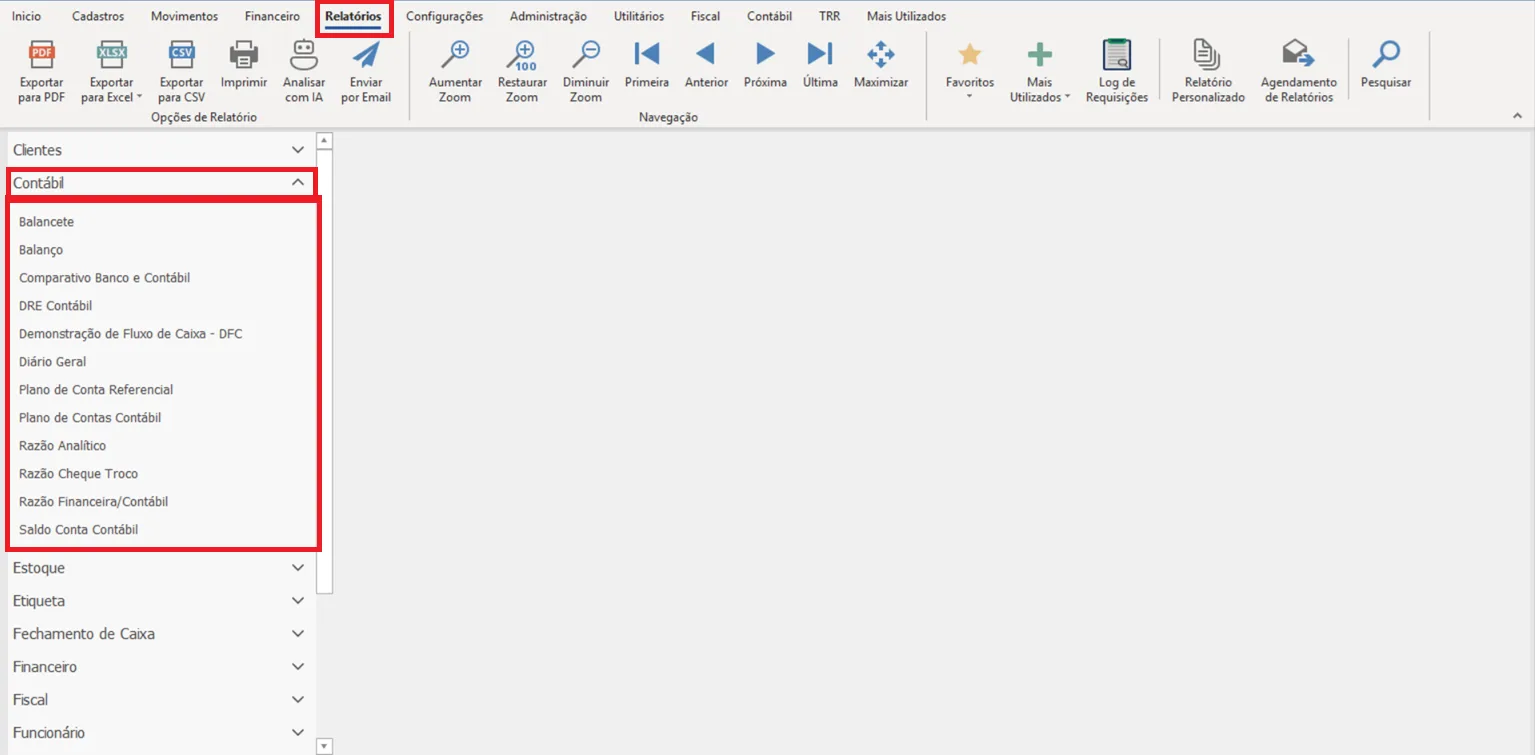 Inicio Cadastros Movimentos Financeiro Relatórios Configurações Administração Utilitários Fiscal Contábil TRR Mais Utilizados
PDF XLSX CSV 100
Exportar Exportar Exportar Imprimir Analisar Enviar Aumentar Restaurar Diminuir Primeira Anterior Próxima Última Maximizar Favoritos Mais Log de Relatório Agendamento Pesquisar
para PDF para Excel para CSV com IA por Email Zoom Zoom Zoom Utilizados Requisições Personalizado de Relatórios
Opções de Relatório Navegação
Clientes
Contábil
Balancete
Balanço
Comparativo Banco e Contábil
DRE Contábil
Demonstração de Fluxo de Caixa - DFC
Diário Geral
Plano de Conta Referencial
Plano de Contas Contábil
Razão Analítico
Razão Cheque Troco
Razão Financeira/Contábil
Saldo Conta Contábil
Estoque
Etiqueta
Fechamento de Caixa
Financeiro
Fiscal
Funcionário